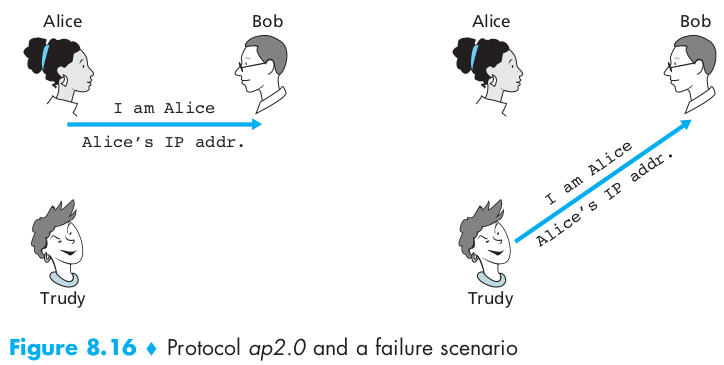 Alice
Bob
I am Alice
Alice's IP addr.
Trudy
Alice
Bob
I am Alice
Alice's IP addr.
Trudy
Figure 8.16 ♦ Protocol ap2.0 and a failure scenario